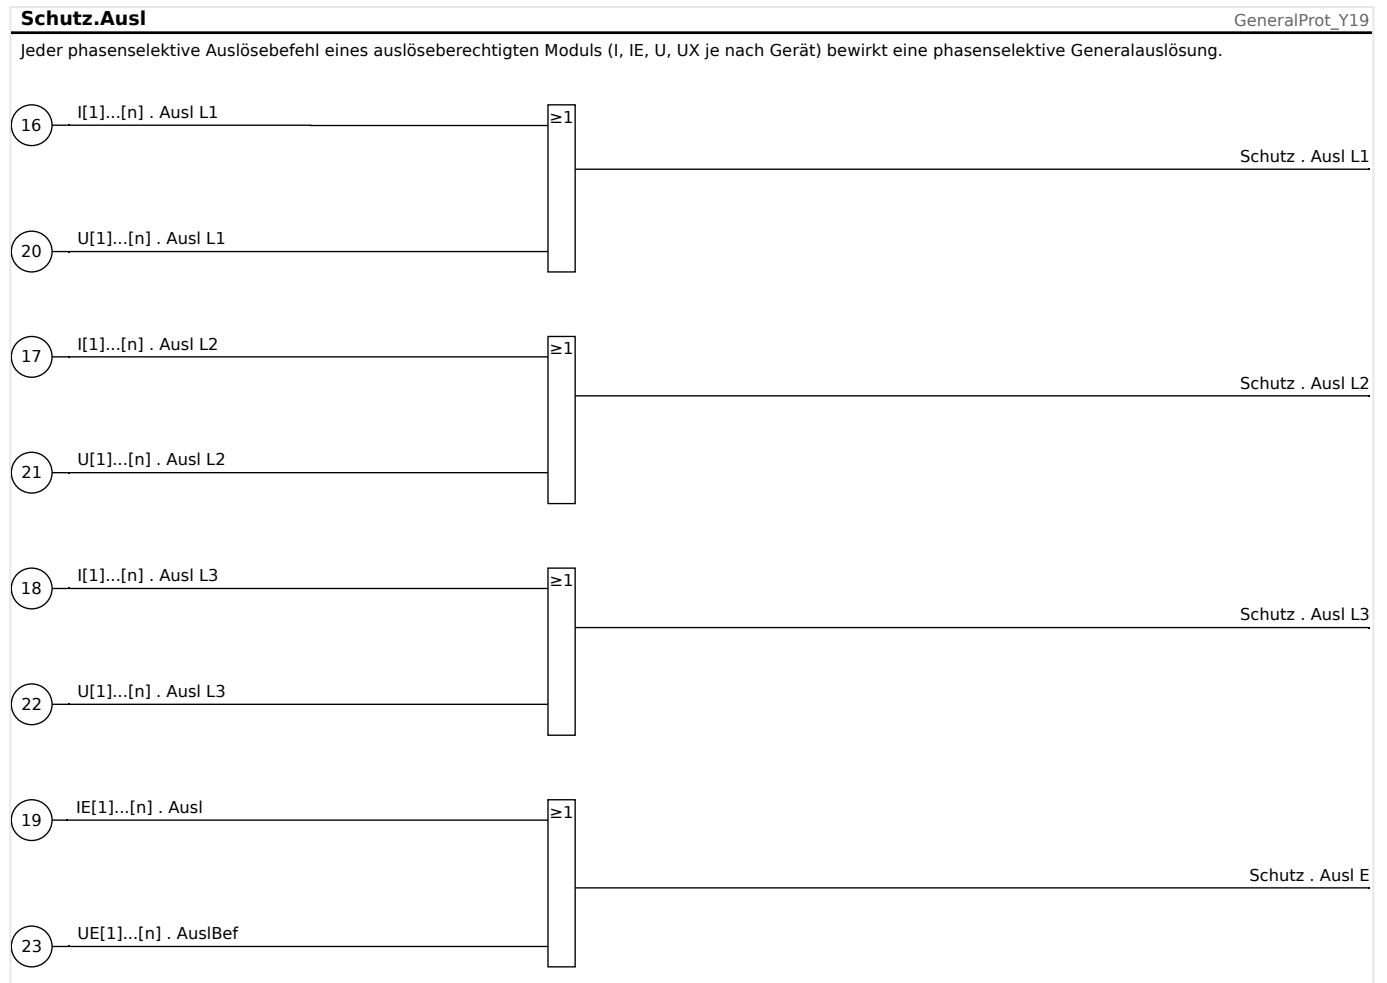 Schutz.Ausl
GeneralProt_Y19
Jeder phasenselektive Auslösebefehl eines auslöseberechtigten Moduls (I, IE, U, UX je nach Gerät) bewirkt eine phasenselektive Generalauslösung.
16
I[1]...[n] . Ausl L1
≥1
Schutz . Ausl L1
20
U[1]...[n] . Ausl L1
17
I[1]...[n] . Ausl L2
≥1
Schutz . Ausl L2
21
U[1]...[n] . Ausl L2
18
I[1]...[n] . Ausl L3
≥1
Schutz . Ausl L3
22
U[1]...[n] . Ausl L3
19
IE[1]...[n] . Ausl
≥1
Schutz . Ausl E
23
UE[1]...[n] . AuslBef